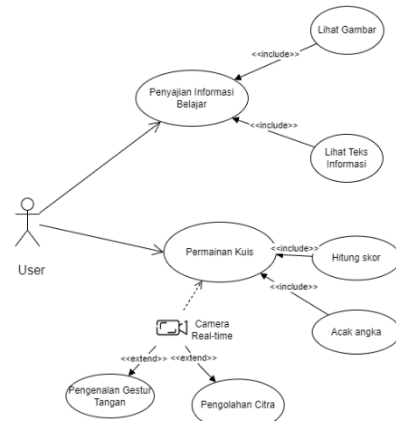 Lihat Gambar
<<include>>
Penyajian Informasi
Belajar
<<include>>
Lihat Teks
Informasi
User
Permainan Kuis
<<include>>
Hitung skor
<<include>>
Acak angka
Camera
Real-time
<<extend>>
<<extend>>
Pengenalan Gestur
Tangan
Pengolahan Citra